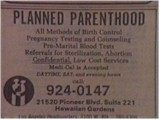 PLANNED PARENTHOOD
All Methods of Birth Control
Pregnancy Testing and Counseling
Pre-Marital Blood Tests
Referrals for Sterilization, Abortion,
Confidential, Low Cost Services
Medi-Cal is Accepted
DAYTIME, SAT. and evening hours
call:
924-0147
21520 Pioneer Blvd. Suite 221
Hawaiian Gardens